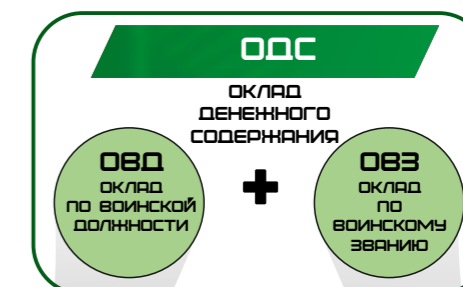 ОДС
ОКЛАД
ДЕНЕЖНОГО
СОДЕРЖАНИЯ
ОВД
ОКЛАД
ПО ВОИНСКОЙ
ДОЛЖНОСТИ
+
ОВЗ
ОКЛАД
ПО
ВОИНСКОМУ
ЗВАНИЮ